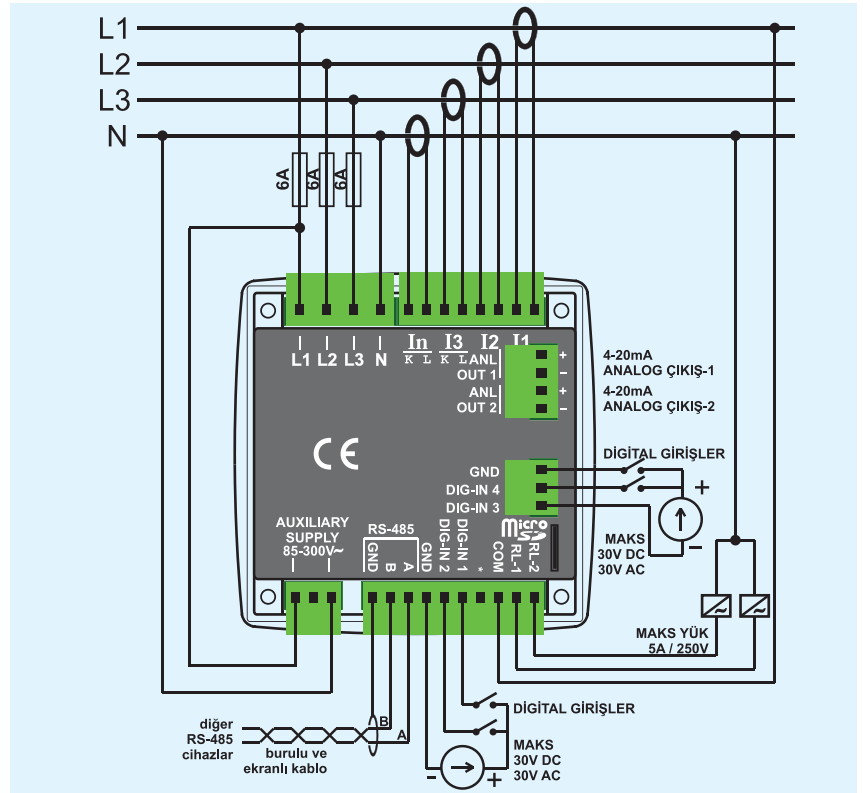 L1
L2
L3
N
6A
6A
6A
In
I3
I2
I1
K L
K L
L1 L2 L3 N
ANL
OUT 1
ANL
OUT 2
+
−
+
−
4-20mA
ANALOG ÇIKIŞ-1
4-20mA
ANALOG ÇIKIŞ-2
CE
GND
DIG-IN 4
DIG-IN 3
DİGİTAL GİRİŞLER
+
−
MAKS
30V DC
30V AC
AUXILIARY
SUPPLY
85-300V~
RS-485
GND
B
A
GND
DIG-IN 2
DIG-IN 1
*
COM
RL-1
RL-2
Micro
SD
MAKS YÜK
5A / 250V
diğer
RS-485
cihazlar
burulu ve
ekranlı kablo
B
A
DİGİTAL GİRİŞLER
MAKS
30V DC
30V AC
−
+